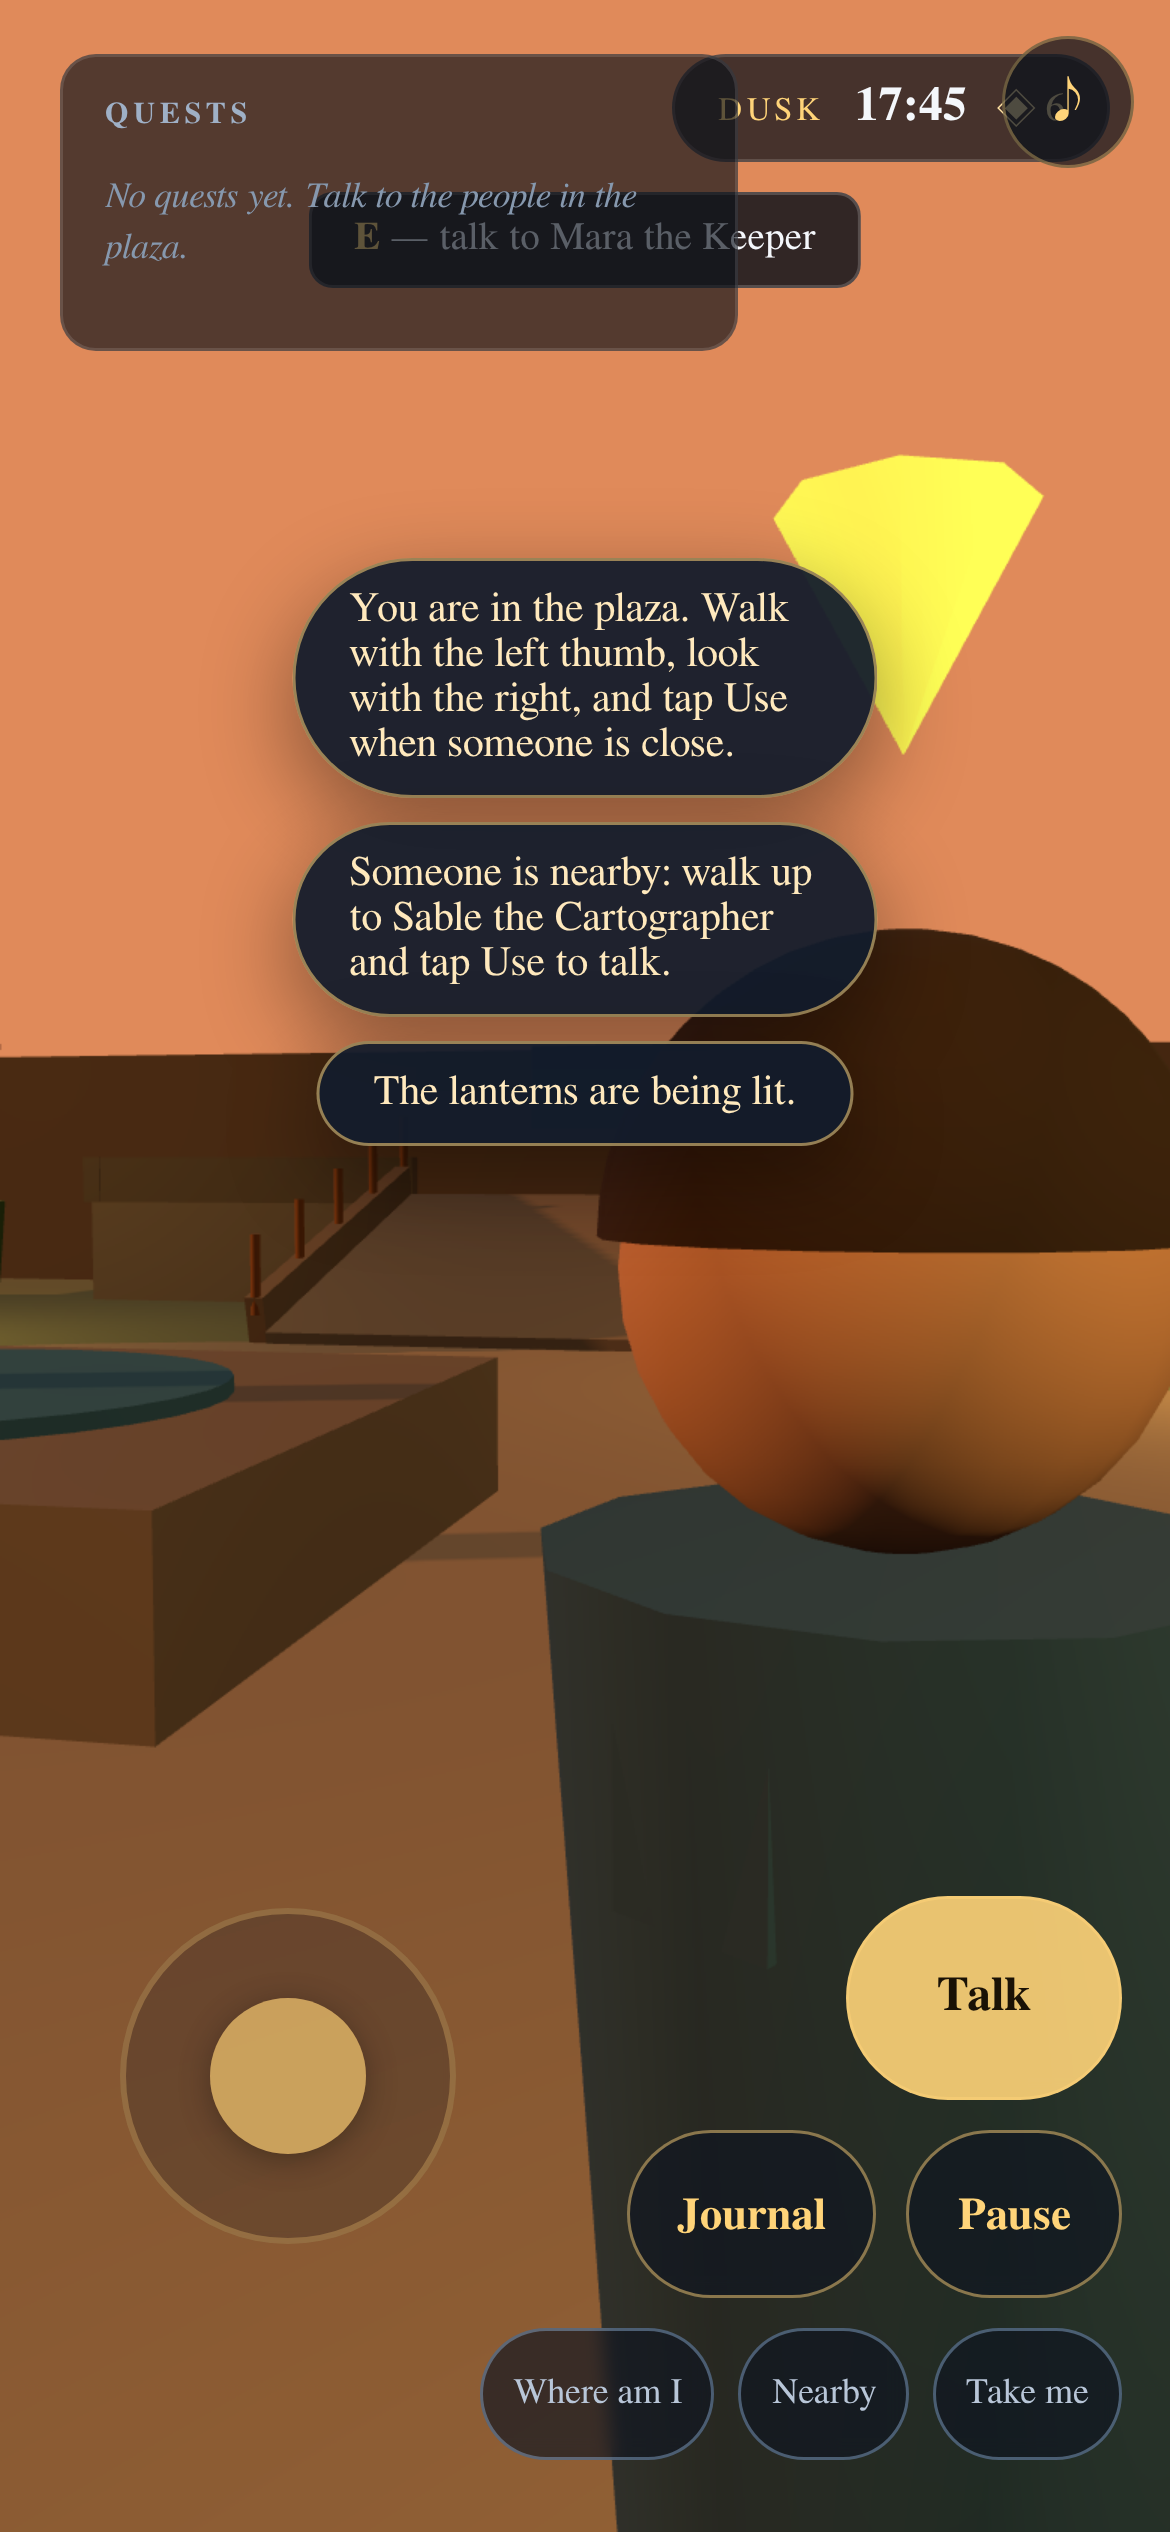 QUESTS
No quests yet. Talk to the people in the
plaza.
DUSK 17:45 ◈ 6
E — talk to Mara the Keeper
You are in the plaza. Walk
with the left thumb, look
with the right, and tap Use
when someone is close.
Someone is nearby: walk up
to Sable the Cartographer
and tap Use to talk.
The lanterns are being lit.
Talk
Journal
Pause
Where am I
Nearby
Take me